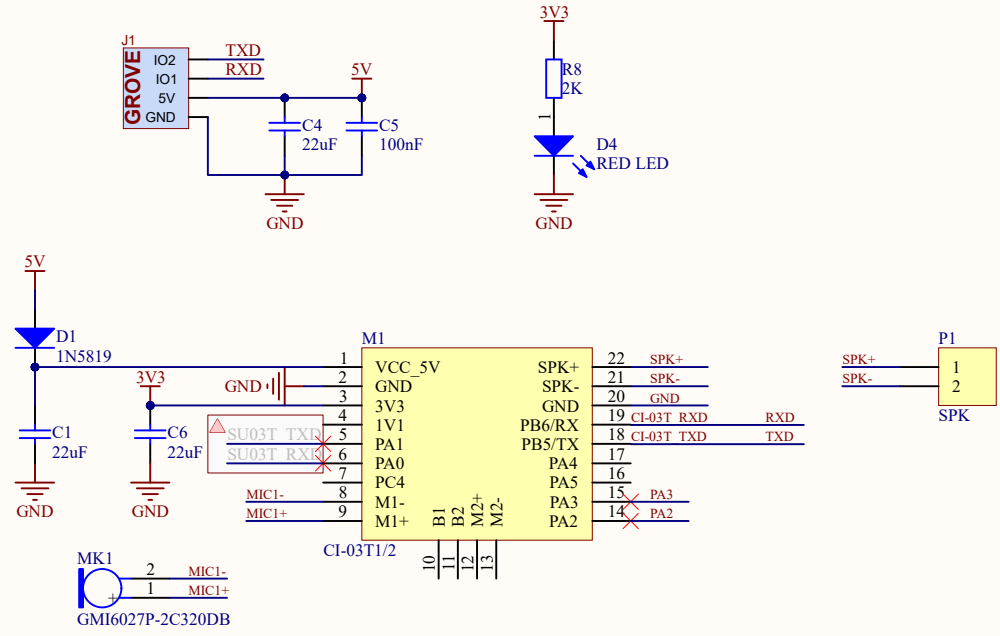 J1
GROVE
IO2 TXD
IO1 RXD
5V 5V
GND
C4 22uF
C5 100nF
GND
3V3
R8
2K
1
D4
RED LED
GND
5V
D1
1N5819
3V3
C1
22uF
GND
C6
22uF
GND
GND
SU03T_TXD
SU03T_RXD
MIC1-
MIC1+
M1
1 VCC_5V
2 GND
3 3V3
4 1V1
5 PA1
6 PA0
7 PC4
8 M1-
9 M1+
10 B1
11 B2
12 M2+
13 M2-
SPK+ 22 SPK+
SPK- 21 SPK-
GND 20 GND
PB6/RX 19 CI-03T_RXD RXD
PB5/TX 18 CI-03T_TXD TXD
PA4 17
PA5 16
PA3 15 PA3
PA2 14 PA2
CI-03T1/2
P1
SPK+ 1
SPK- 2
SPK
MK1
2 MIC1-
1 MIC1+
+
GMI6027P-2C320DB